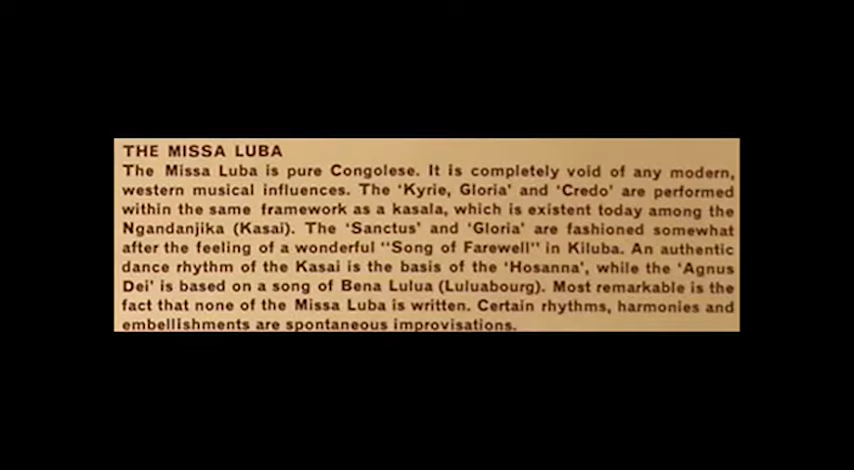 THE MISSA LUBA
The Missa Luba is pure Congolese. It is completely void of any modern,
western musical influences. The ‘Kyrie, Gloria’ and ‘Credo’ are performed
within the same framework as a kasala, which is existent today among the
Ngandanjika (Kasai). The ‘Sanctus’ and ‘Gloria’ are fashioned somewhat
after the feeling of a wonderful “Song of Farewell” in Kiluba. An authentic
dance rhythm of the Kasai is the basis of the ‘Hosanna’, while the ‘Agnus
Dei’ is based on a song of Bena Lulua (Luluabourg). Most remarkable is the
fact that none of the Missa Luba is written. Certain rhythms, harmonies and
embellishments are spontaneous improvisations.